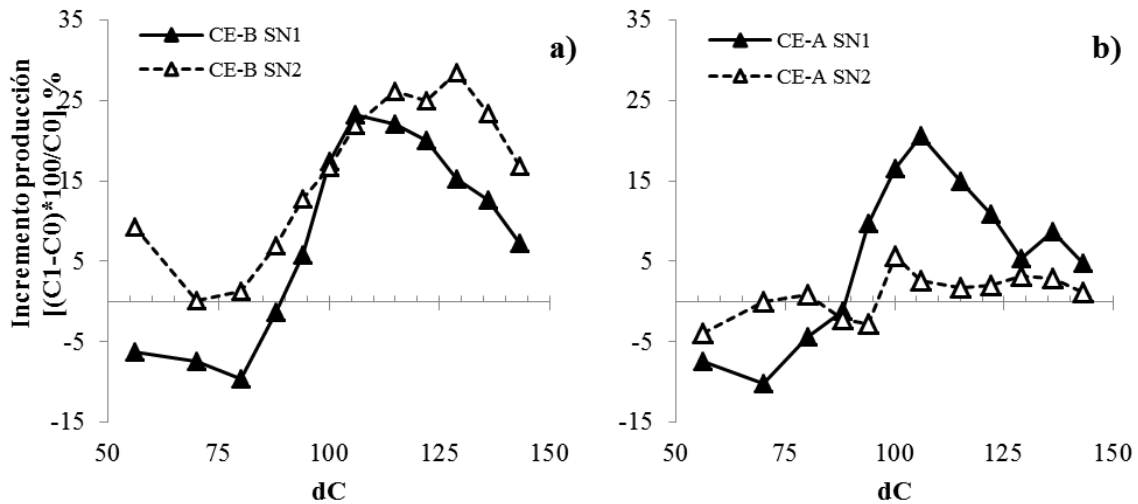 Incremento producción
[(C1-C0)*100/C0], %
35
25
15
5
-5
-15
CE-B SN1
CE-B SN2
a)
50
75
100
125
150
dC
35
25
15
5
-5
-15
CE-A SN1
CE-A SN2
b)
50
75
100
125
150
dC